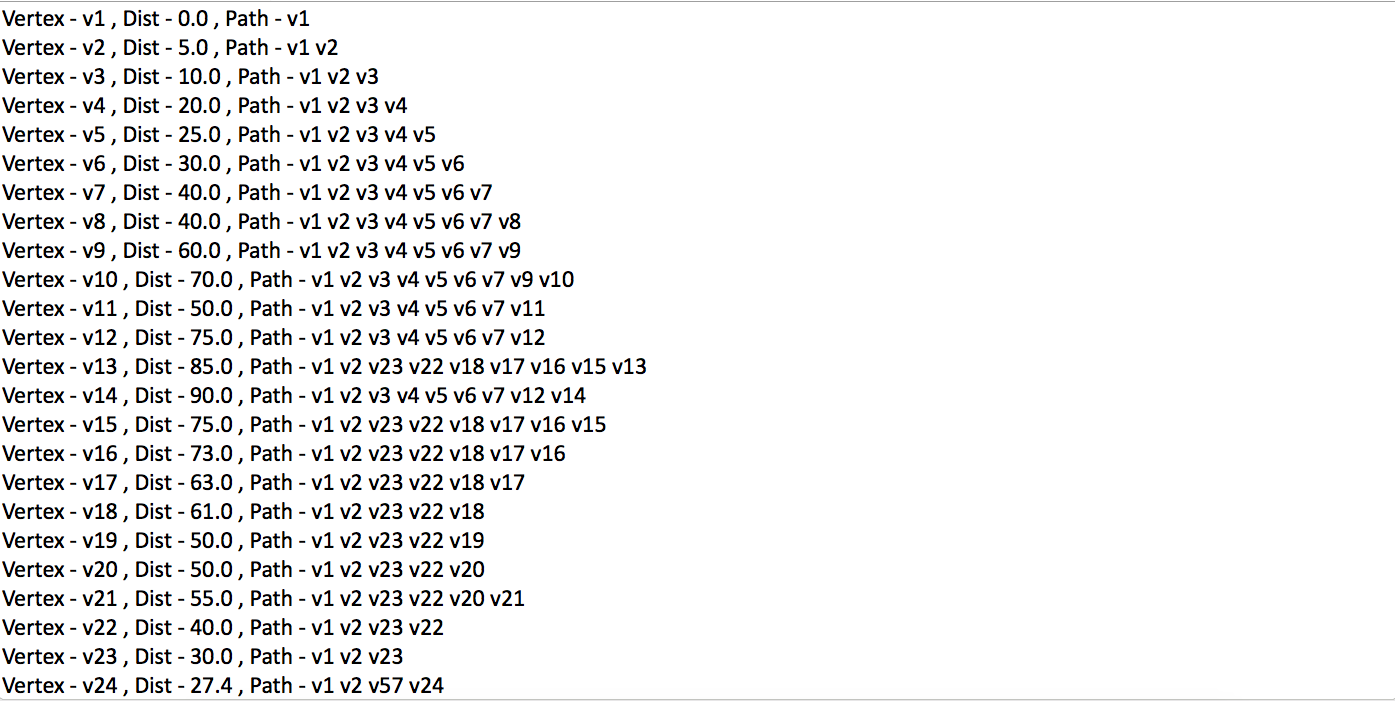 Vertex - v1 , Dist - 0.0 , Path - v1
Vertex - v2 , Dist - 5.0 , Path - v1 v2
Vertex - v3 , Dist - 10.0 , Path - v1 v2 v3
Vertex - v4 , Dist - 20.0 , Path - v1 v2 v3 v4
Vertex - v5 , Dist - 25.0 , Path - v1 v2 v3 v4 v5
Vertex - v6 , Dist - 30.0 , Path - v1 v2 v3 v4 v5 v6
Vertex - v7 , Dist - 40.0 , Path - v1 v2 v3 v4 v5 v6 v7
Vertex - v8 , Dist - 40.0 , Path - v1 v2 v3 v4 v5 v6 v7 v8
Vertex - v9 , Dist - 60.0 , Path - v1 v2 v3 v4 v5 v6 v7 v9
Vertex - v10 , Dist - 70.0 , Path - v1 v2 v3 v4 v5 v6 v7 v9 v10
Vertex - v11 , Dist - 50.0 , Path - v1 v2 v3 v4 v5 v6 v7 v11
Vertex - v12 , Dist - 75.0 , Path - v1 v2 v3 v4 v5 v6 v7 v12
Vertex - v13 , Dist - 85.0 , Path - v1 v2 v23 v22 v18 v17 v16 v15 v13
Vertex - v14 , Dist - 90.0 , Path - v1 v2 v3 v4 v5 v6 v7 v12 v14
Vertex - v15 , Dist - 75.0 , Path - v1 v2 v23 v22 v18 v17 v16 v15
Vertex - v16 , Dist - 73.0 , Path - v1 v2 v23 v22 v18 v17 v16
Vertex - v17 , Dist - 63.0 , Path - v1 v2 v23 v22 v18 v17
Vertex - v18 , Dist - 61.0 , Path - v1 v2 v23 v22 v18
Vertex - v19 , Dist - 50.0 , Path - v1 v2 v23 v22 v19
Vertex - v20 , Dist - 50.0 , Path - v1 v2 v23 v22 v20
Vertex - v21 , Dist - 55.0 , Path - v1 v2 v23 v22 v20 v21
Vertex - v22 , Dist - 40.0 , Path - v1 v2 v23 v22
Vertex - v23 , Dist - 30.0 , Path - v1 v2 v23
Vertex - v24 , Dist - 27.4 , Path - v1 v2 v57 v24